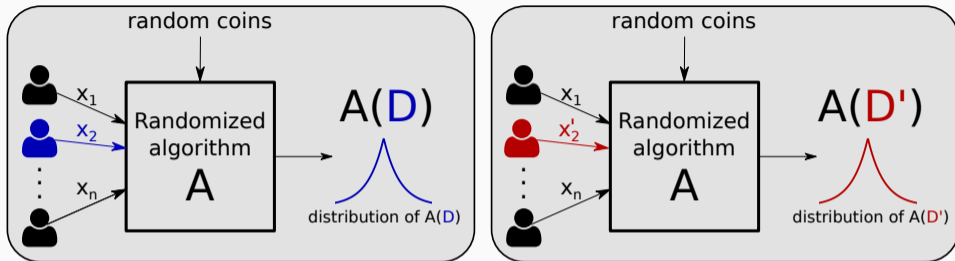 random coins
x1
x2
xn
Randomized
algorithm
A
A(D)
distribution of A(D)
random coins
x1
x'2
xn
Randomized
algorithm
A
A(D')
distribution of A(D')